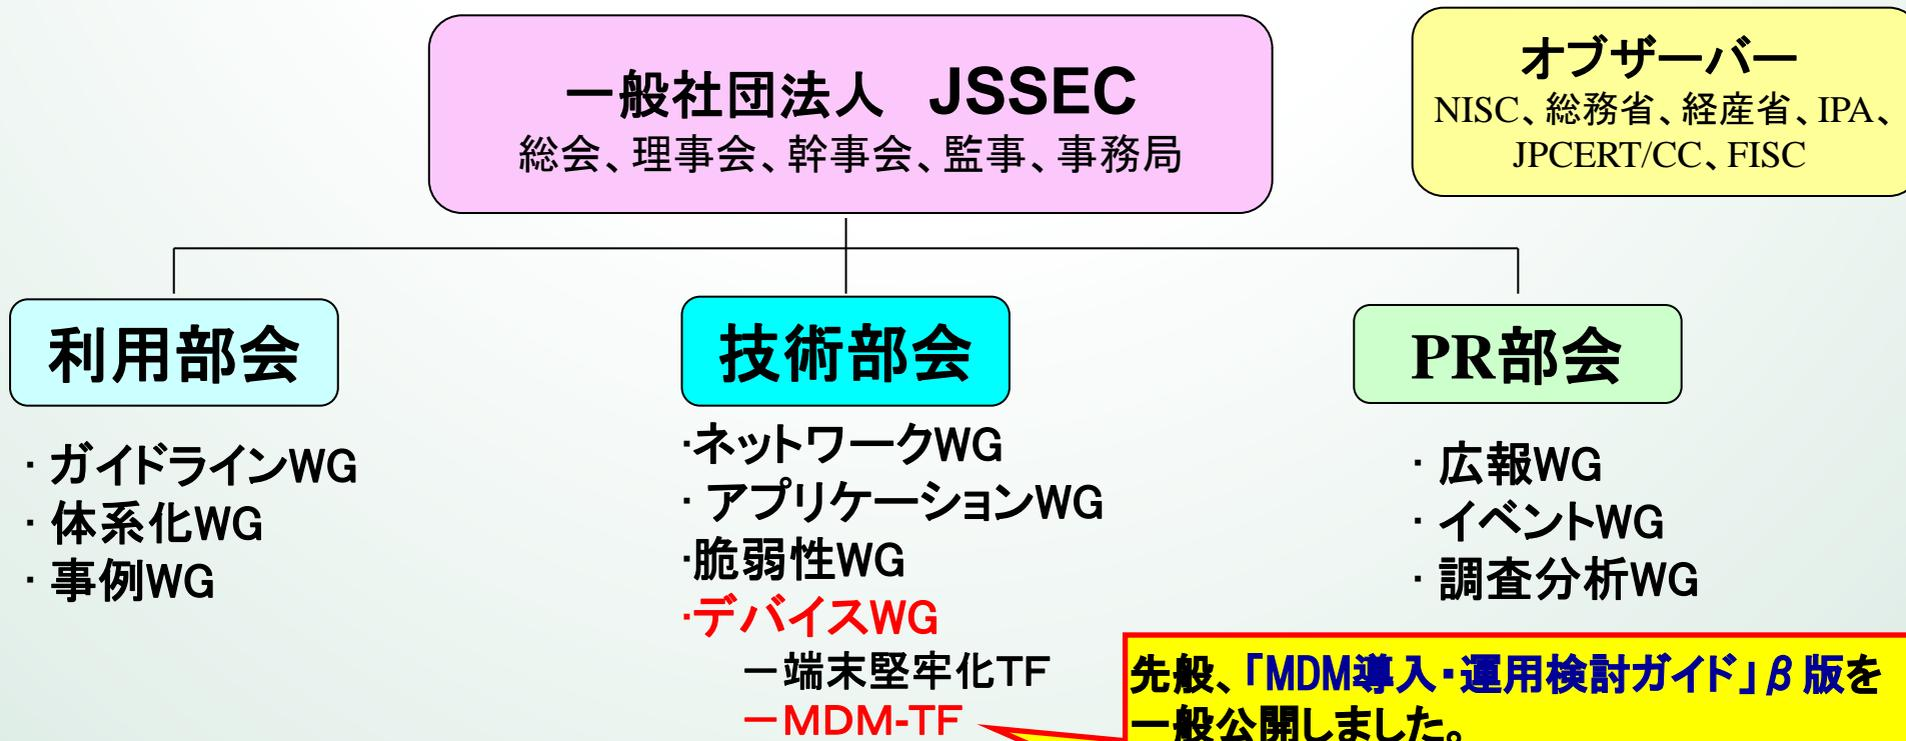 一般社団法人 JSSEC
総会、理事会、幹事会、監事、事務局
オブザーバー
NISC、総務省、経産省、IPA、
JPCERT/CC、FISC
利用部会
・ガイドラインWG
・体系化WG
・事例WG
技術部会
・ネットワークWG
・アプリケーションWG
・脆弱性WG
・デバイスWG
－端末堅牢化TF
－MDM-TF
PR部会
・広報WG
・イベントWG
・調査分析WG
先般、「MDM導入・運用検討ガイド」β版を
一般公開しました。